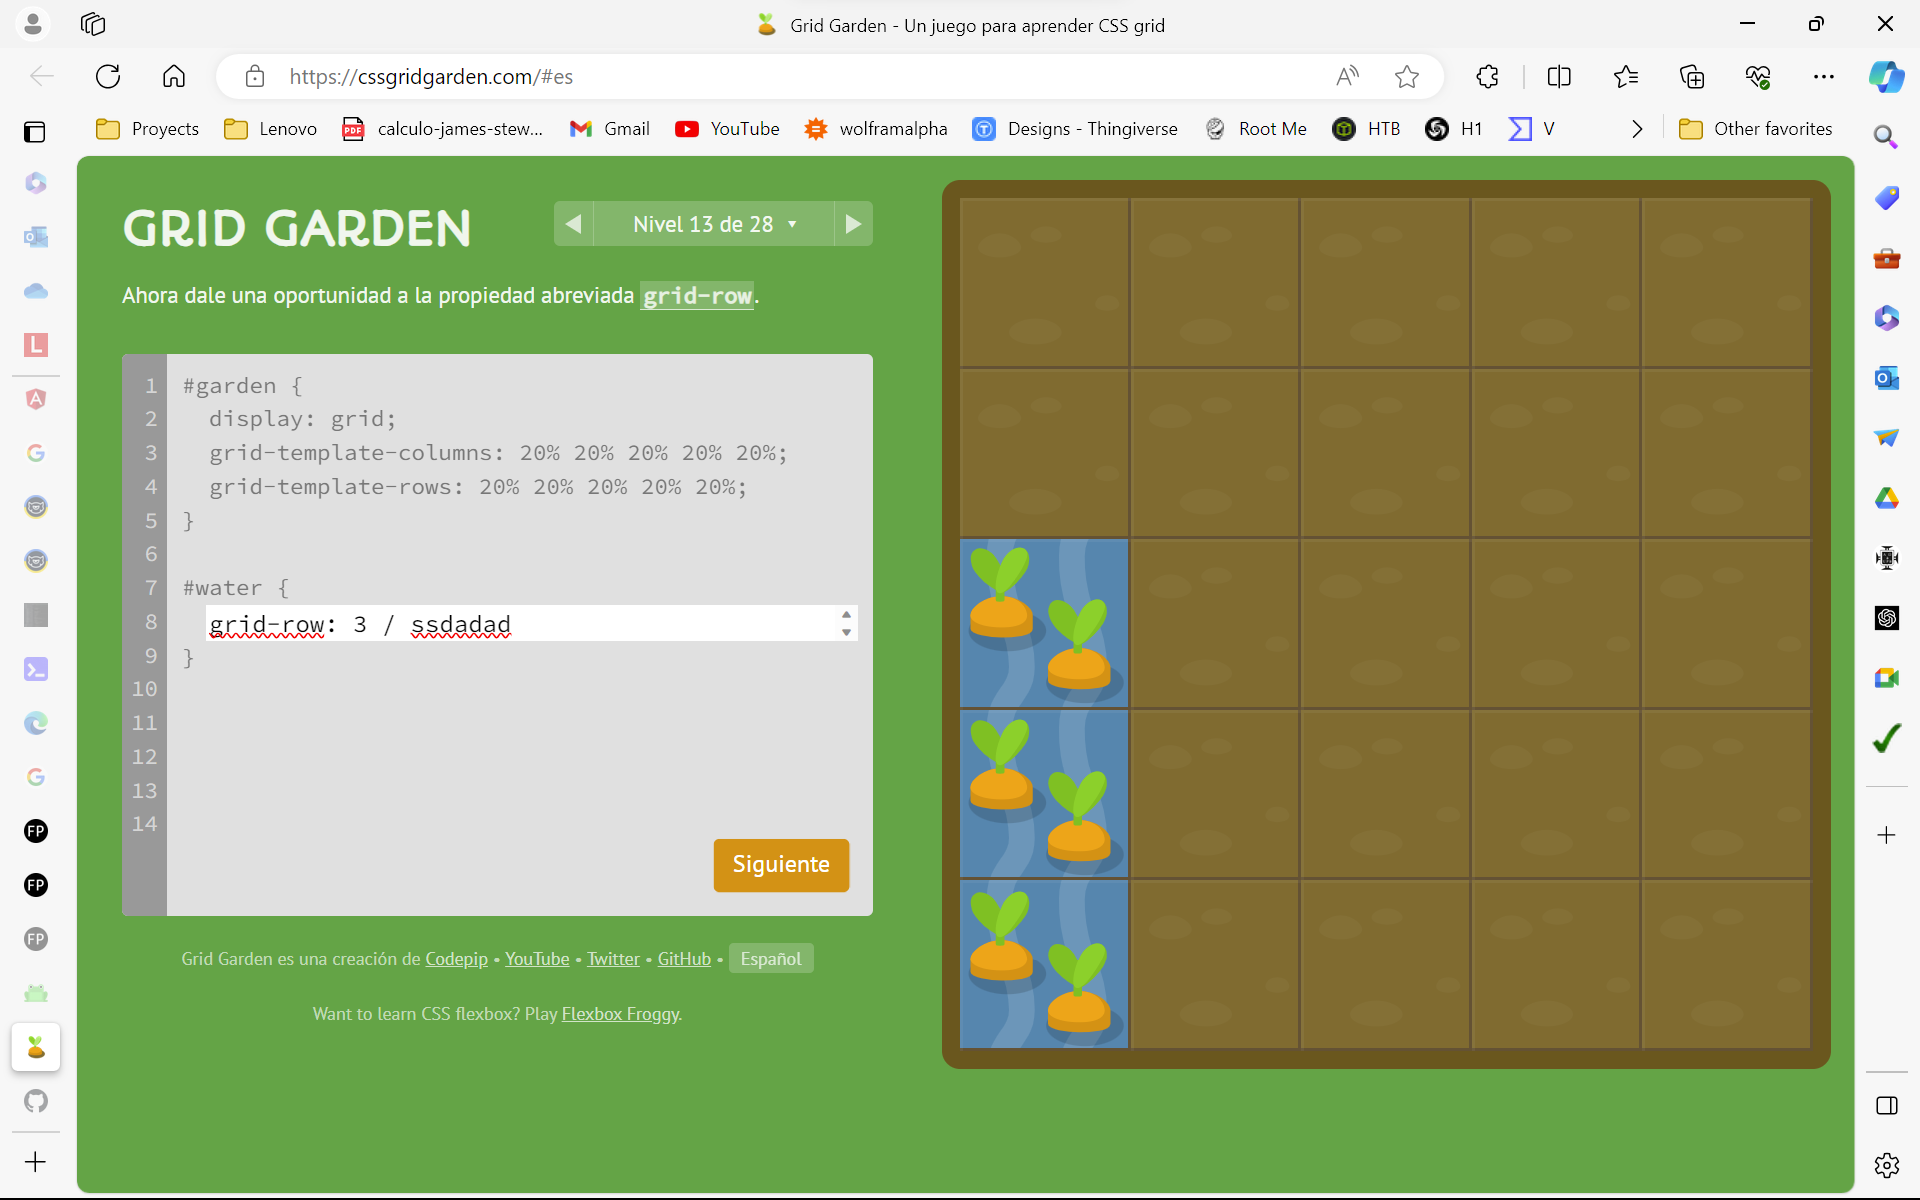 Grid Garden - Un juego para aprender CSS grid
https://cssgridgarden.com/#es
Proyects
Lenovo
PDF
calculo-james-stew...
Gmail
YouTube
wolframalpha
Designs - Thingiverse
Root Me
HTB
H1
V
Other favorites
GRID GARDEN
Nivel 13 de 28
Ahora dale una oportunidad a la propiedad abreviada grid-row.
1 #garden {
2 display: grid;
3 grid-template-columns: 20% 20% 20% 20% 20%;
4 grid-template-rows: 20% 20% 20% 20% 20%;
5 }
6
7 #water {
8 grid-row: 3 / ssdadad
9 }
10
11
12
13
14
Siguiente
Grid Garden es una creación de Codepip • YouTube • Twitter • GitHub • Español
Want to learn CSS flexbox? Play Flexbox Froggy.
L
FP
FP
FP